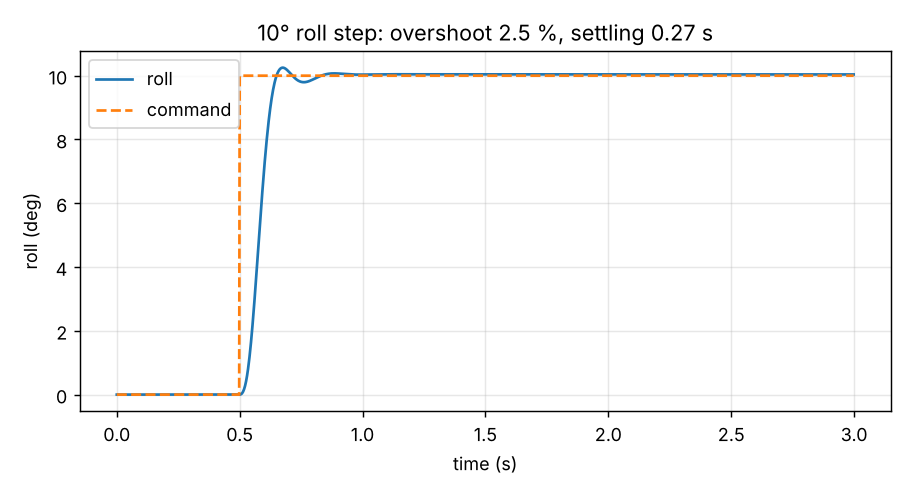 10° roll step: overshoot 2.5 %, settling 0.27 s
roll
command
roll (deg)
10
8
6
4
2
0
0.0 0.5 1.0 1.5 2.0 2.5 3.0
time (s)